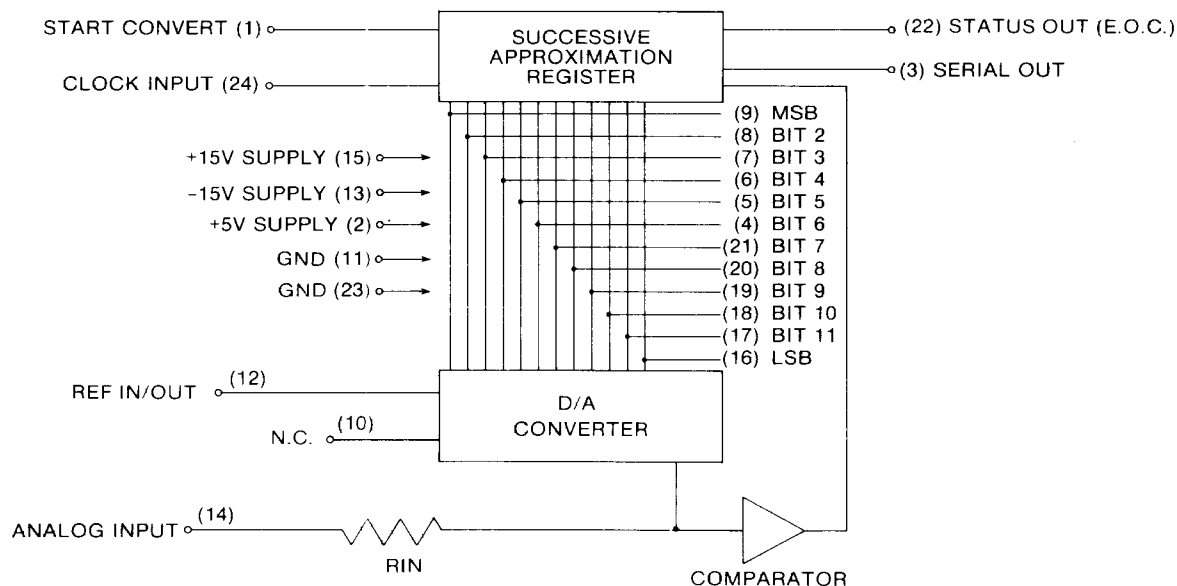 START CONVERT (1)
SUCCESSIVE
APPROXIMATION
REGISTER
(22) STATUS OUT (E.O.C.)
(3) SERIAL OUT
CLOCK INPUT (24)
(9) MSB
(8) BIT 2
+15V SUPPLY (15)
(7) BIT 3
(6) BIT 4
-15V SUPPLY (13)
(5) BIT 5
+5V SUPPLY (2)
(4) BIT 6
(21) BIT 7
GND (11)
(20) BIT 8
GND (23)
(19) BIT 9
(18) BIT 10
(17) BIT 11
(16) LSB
REF IN/OUT (12)
D/A
CONVERTER
N.C. (10)
ANALOG INPUT (14)
RIN
COMPARATOR